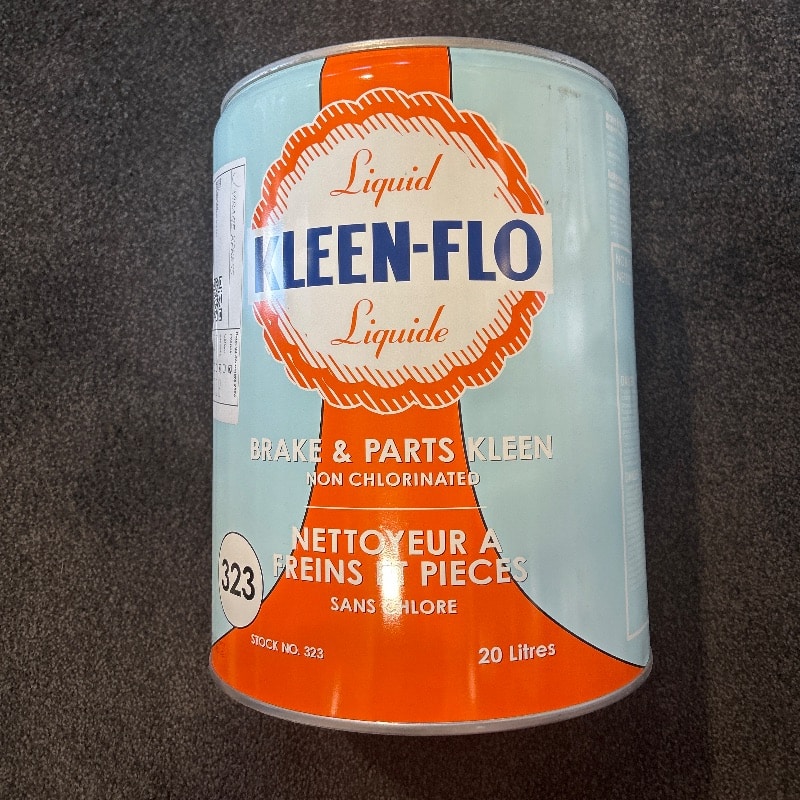 Liquid
KLEEN-FLO
Liquide
BRAKE & PARTS KLEEN
NON CHLORINATED
NETTOYEUR A
FREINS ET PIECES
SANS CHLORE
323
STOCK NO. 323
20 Litres